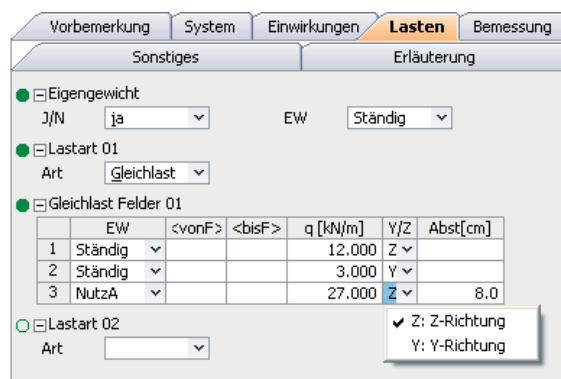 Vorbemerkung System Einwirkungen Lasten Bemessung
Sonstiges Erläuterung
Eigengewicht
J/N ja EW Ständig
Lastart 01
Art Gleichlast
Gleichlast Felder 01
EW <vonF> <bisF> q [kN/m] Y/Z Abst[cm]
1 Ständig 12.000 Z
2 Ständig 3.000 Y
3 NutzA 27.000 Z 8.0
Z: Z-Richtung
Y: Y-Richtung
Lastart 02
Art